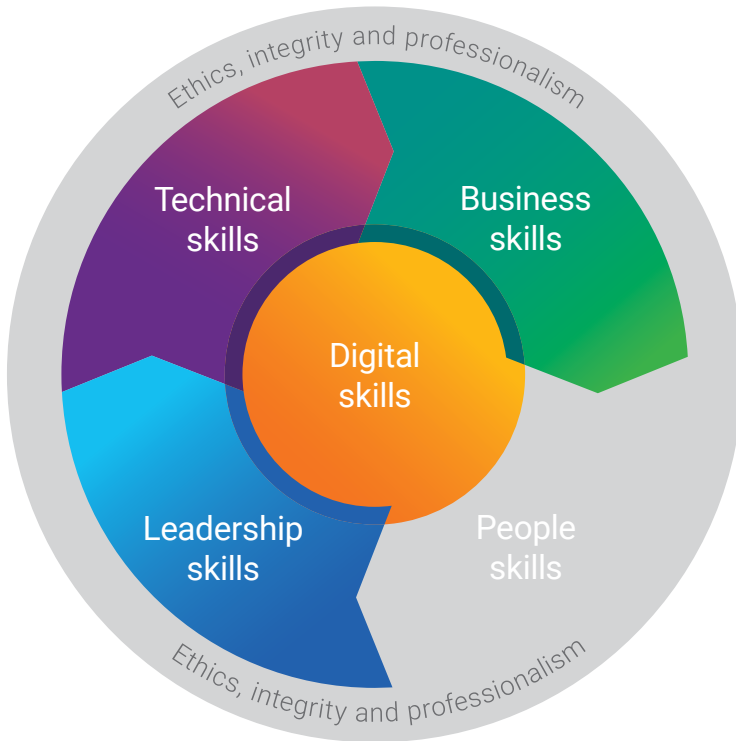 Ethics, integrity and professionalism
Technical
skills
Business
skills
Digital
skills
Leadership
skills
People
skills
Ethics, integrity and professionalism